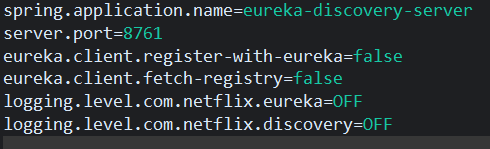 spring.application.name=eureka-discovery-server
server.port=8761
eureka.client.register-with-eureka=false
eureka.client.fetch-registry=false
logging.level.com.netflix.eureka=OFF
logging.level.com.netflix.discovery=OFF